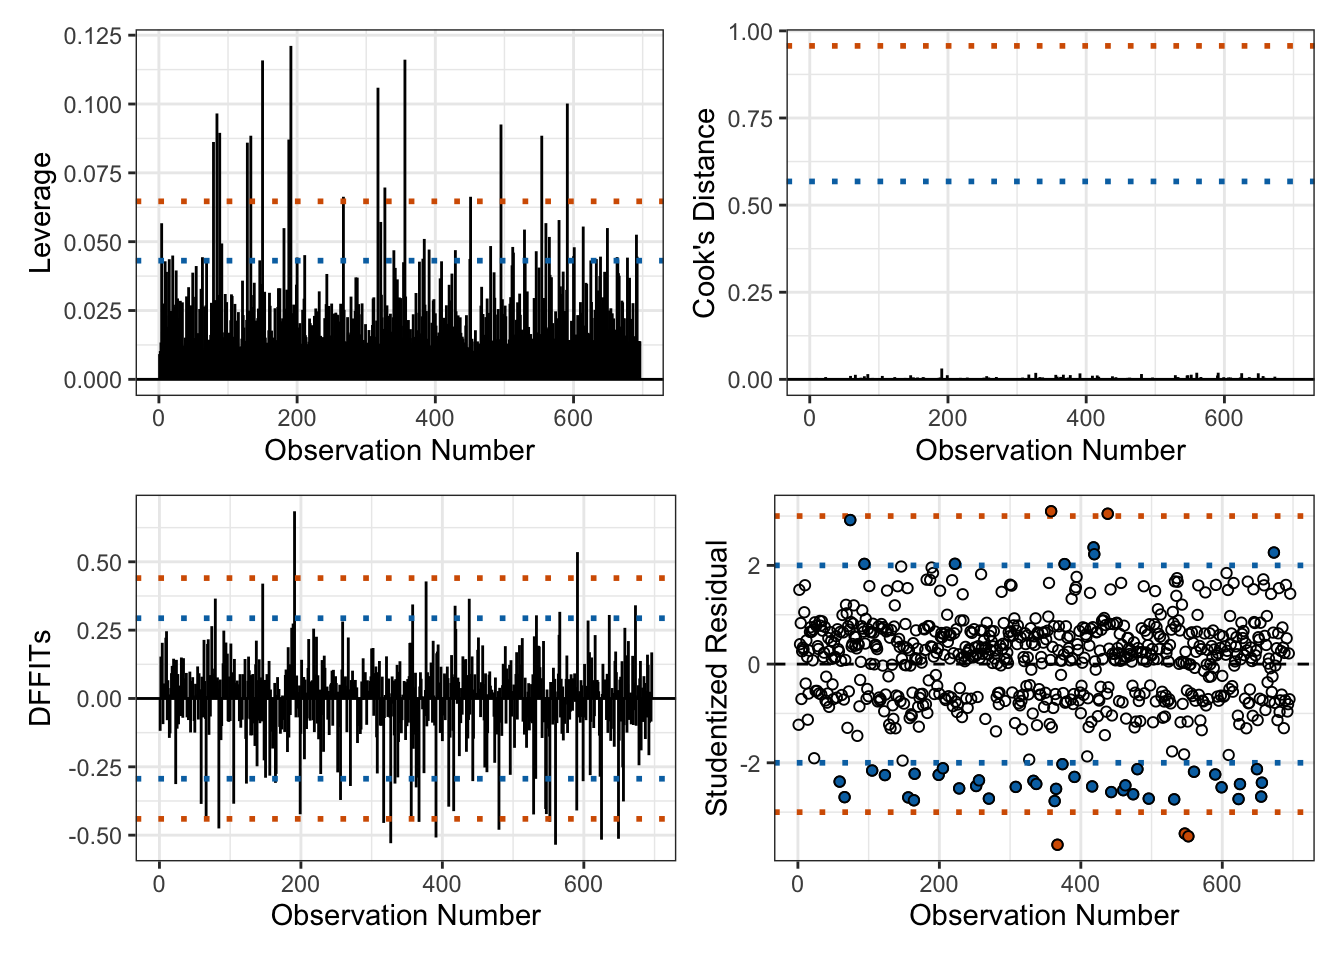 Leverage
0.125
0.100
0.075
0.050
0.025
0.000
0 200 400 600
Observation Number
Cook's Distance
1.00
0.75
0.50
0.25
0.00
0 200 400 600
Observation Number
DFFITs
0.50
0.25
0.00
-0.25
-0.50
0 200 400 600
Observation Number
Studentized Residual
2
0
-2
0 200 400 600
Observation Number